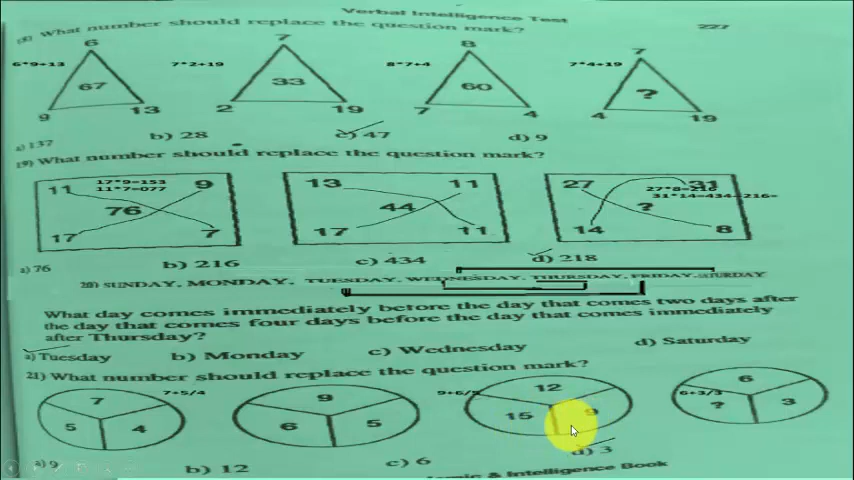 Verbal Intelligence Test
221
18) What number should replace the question mark?
6 7 8 7
6*9+13 7*2+19 8*7+4 7*4+19
67 33 60 ?
9 13 2 19 7 4 4 19
a) 137 b) 28 c) 47 d) 9
19) What number should replace the question mark?
11 17*9=153 9 13 11 27 31
11*7=077 27*8=216
76 44 ? 31*14=434-216=
17 7 17 11 14 8
a) 76 b) 216 c) 434 d) 218
20) SUNDAY, MONDAY, TUESDAY, WEDNESDAY, THURSDAY, FRIDAY, SATURDAY
What day comes immediately before the day that comes two days after
the day that comes four days before the day that comes immediately
after Thursday?
a) Tuesday b) Monday c) Wednesday d) Saturday
21) What number should replace the question mark?
7 7+5/4 9 9+6/5 12 6+3/3 6
5 4 6 5 15 9 ? 3
a) 9 b) 12 c) 6 d) 3
& Intelligence Book